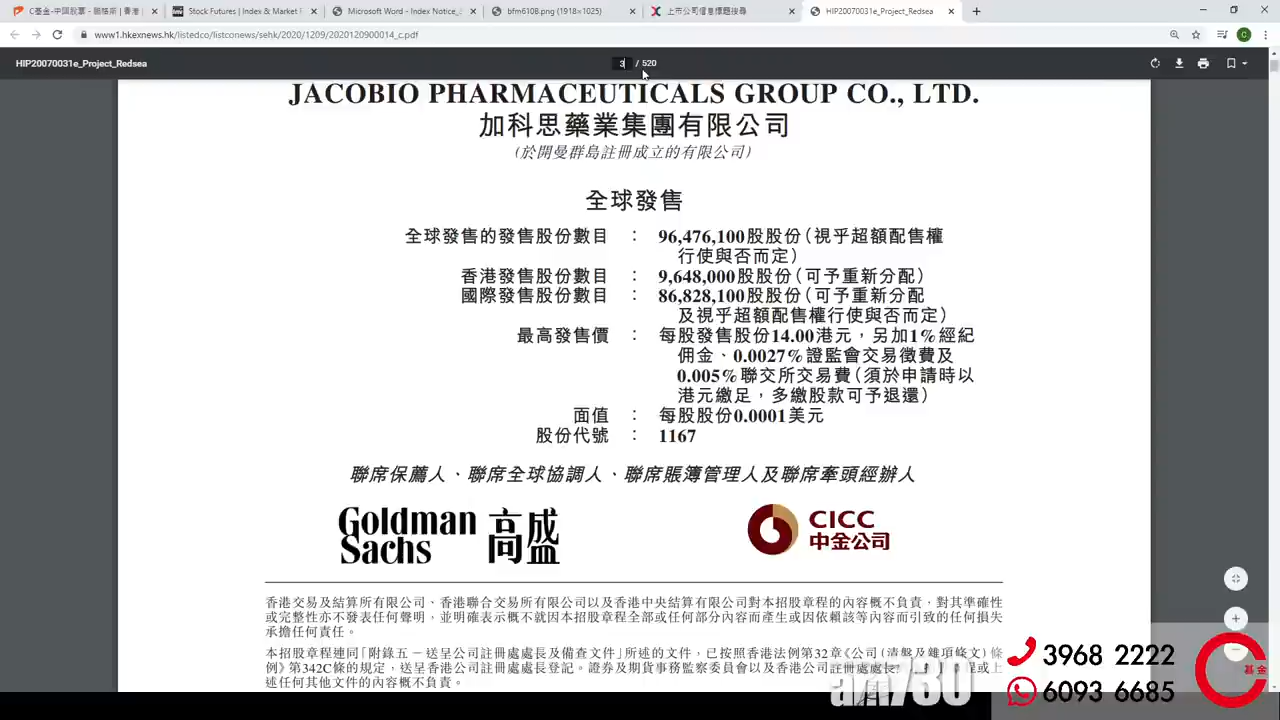 C基金-中國股票 - 鵬格斯 | 香港
Stock Futures | Index & Market
Microsoft Word - Index Notice_
bfm610B.png (1918×1025)
上市公司信息標題搜尋
HIP20070031e_Project_Redsea
www1.hkexnews.hk/listedco/listconews/sehk/2020/1209/2020120900014_c.pdf
HIP20070031e_Project_Redsea
3 / 520
JACOBIO PHARMACEUTICALS GROUP CO., LTD.
加科思藥業集團有限公司
(於開曼群島註冊成立的有限公司)
全球發售
全球發售的發售股份數目 : 96,476,100股股份(視乎超額配售權
行使與否而定)
香港發售股份數目 : 9,648,000股股份(可予重新分配)
國際發售股份數目 : 86,828,100股股份(可予重新分配
及視乎超額配售權行使與否而定)
最高發售價 : 每股發售股份14.00港元，另加1%經紀
佣金、0.0027%證監會交易徵費及
0.005%聯交所交易費(須於申請時以
港元繳足，多繳股款可予退還)
面值 : 每股股份0.0001美元
股份代號 : 1167
聯席保薦人、聯席全球協調人、聯席賬簿管理人及聯席牽頭經辦人
Goldman Sachs 高盛
CICC
中金公司
香港交易及結算所有限公司、香港聯合交易所有限公司以及香港中央結算有限公司對本招股章程的內容概不負責，對其準確性
或完整性亦不發表任何聲明，並明確表示概不就因本招股章程全部或任何部分內容而產生或因依賴該等內容而引致的任何損失
承擔任何責任。
本招股章程連同「附錄五－送呈公司註冊處處長及備查文件」所述的文件，已按照香港法例第32章《公司(清盤及雜項條文)條
例》第342C條的規定，送呈香港公司註冊處處長登記。證券及期貨事務監察委員會以及香港公司註冊處處長
述任何其他文件的內容概不負責。
am730
3968 2222
6093 6685
C 基金